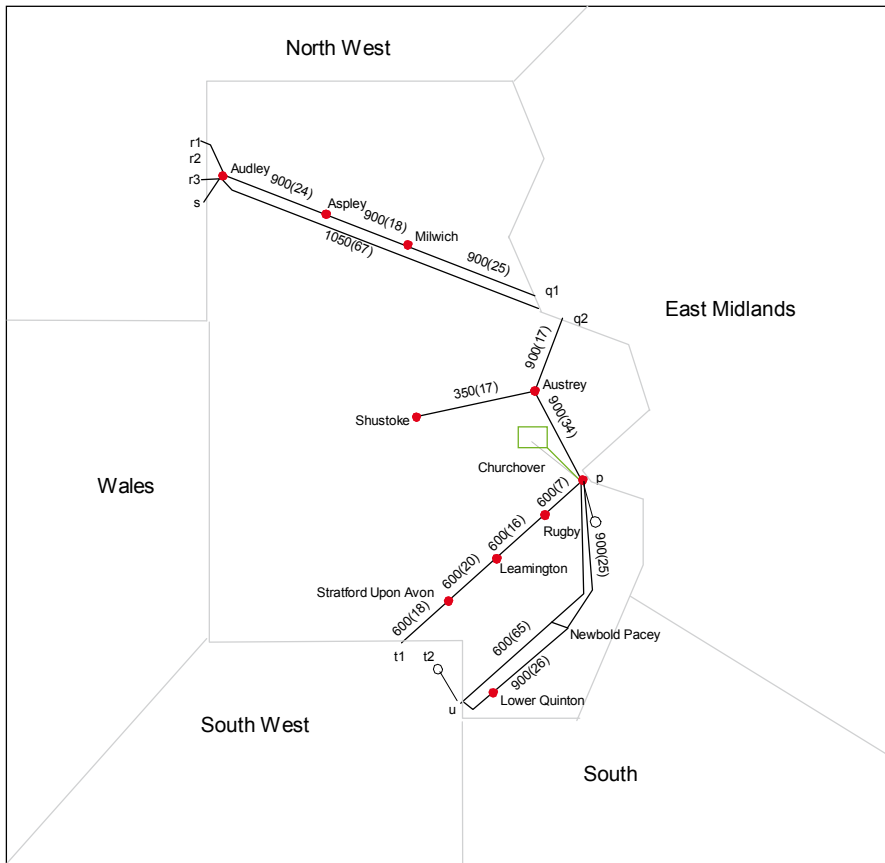 North West
r1
r2
Audley
r3
900(24)
s
Aspley
900(18)
Milwich
1050(67)
900(25)
q1
East Midlands
q2
900(17)
Austrey
350(17)
900(34)
Shustoke
Churchover
p
Wales
600(7)
Rugby
600(16)
900(25)
Leamington
600(20)
Stratford Upon Avon
600(18)
Newbold Pacey
600(65)
t1
t2
900(26)
Lower Quinton
u
South West
South